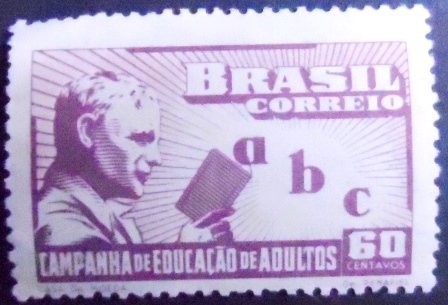 BRASIL
CORREIO
a
b
c
60
CENTAVOS
CAMPANHA DE EDUCAÇÃO DE ADULTOS